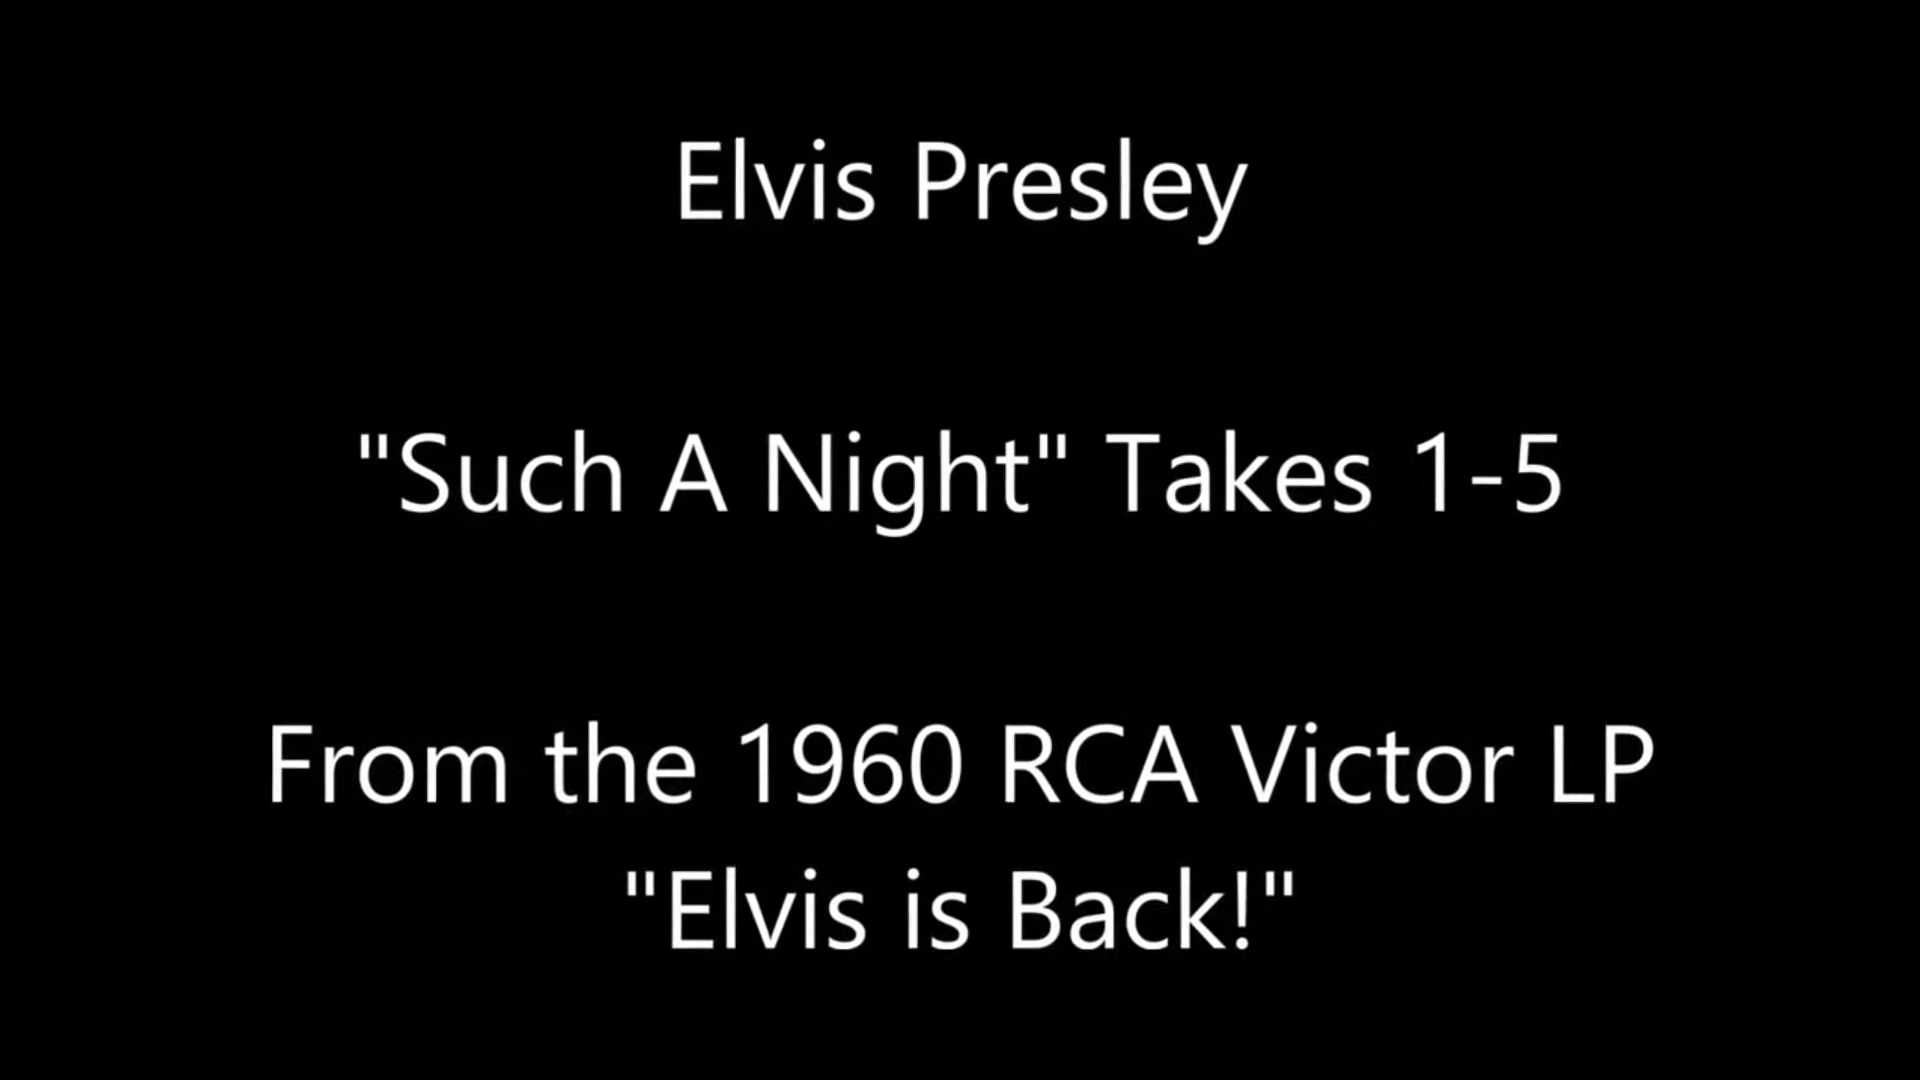 Elvis Presley
"Such A Night" Takes 1-5
From the 1960 RCA Victor LP
"Elvis is Back!"